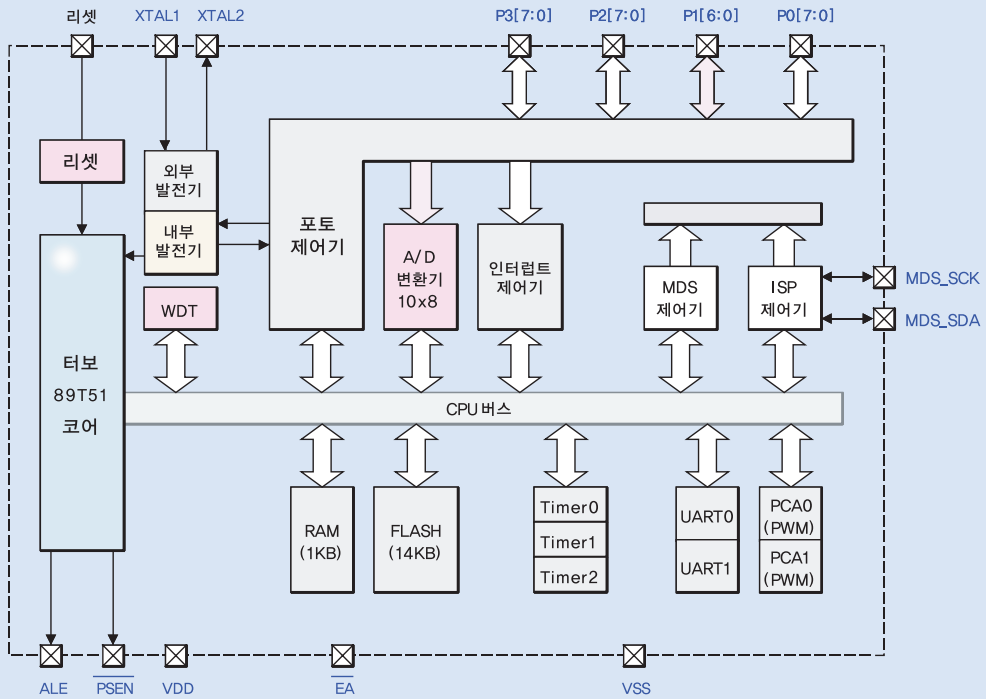 리셋
XTAL1
XTAL2
P3[7:0]
P2[7:0]
P1[6:0]
P0[7:0]
리셋
외부
발전기
내부
발전기
포토
제어기
A/D
변환기
10x8
인터럽트
제어기
MDS
제어기
ISP
제어기
MDS_SCK
MDS_SDA
WDT
터보
89T51
코어
CPU 버스
RAM
(1KB)
FLASH
(14KB)
Timer0
Timer1
Timer2
UART0
UART1
PCA0
(PWM)
PCA1
(PWM)
ALE
PSEN
VDD
EA
VSS